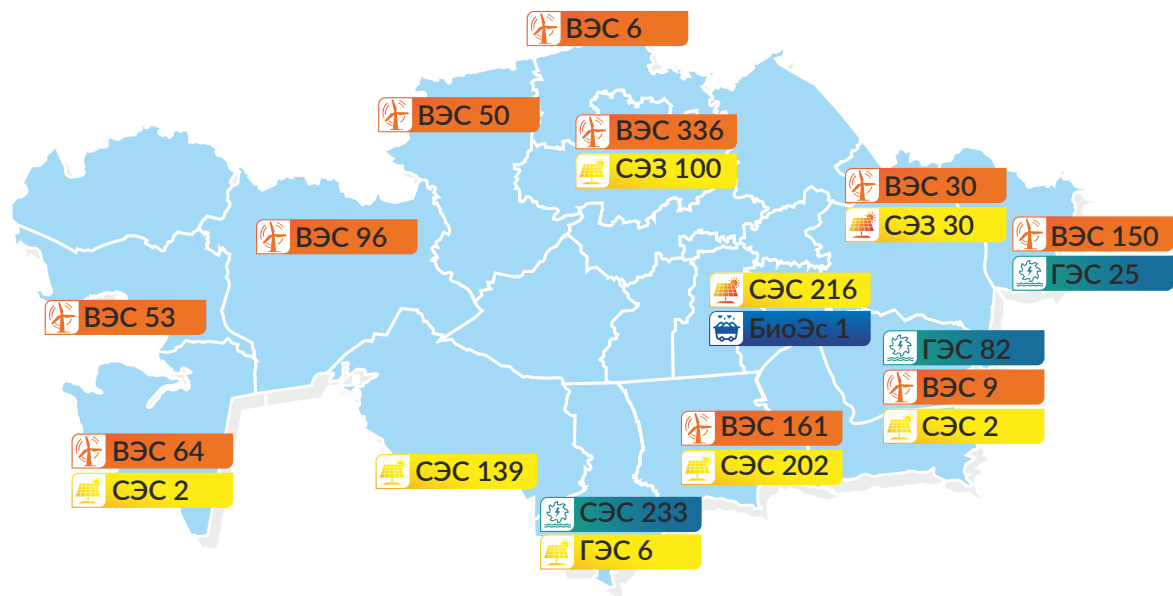 ВЭС 6
ВЭС 50
ВЭС 336
СЭЗ 100
ВЭС 30
СЭЗ 30
ВЭС 150
ГЭС 25
ВЭС 96
СЭС 216
БиоЭс 1
ВЭС 53
ГЭС 82
ВЭС 9
СЭС 2
ВЭС 161
СЭС 202
ВЭС 64
СЭС 2
СЭС 139
СЭС 233
ГЭС 6